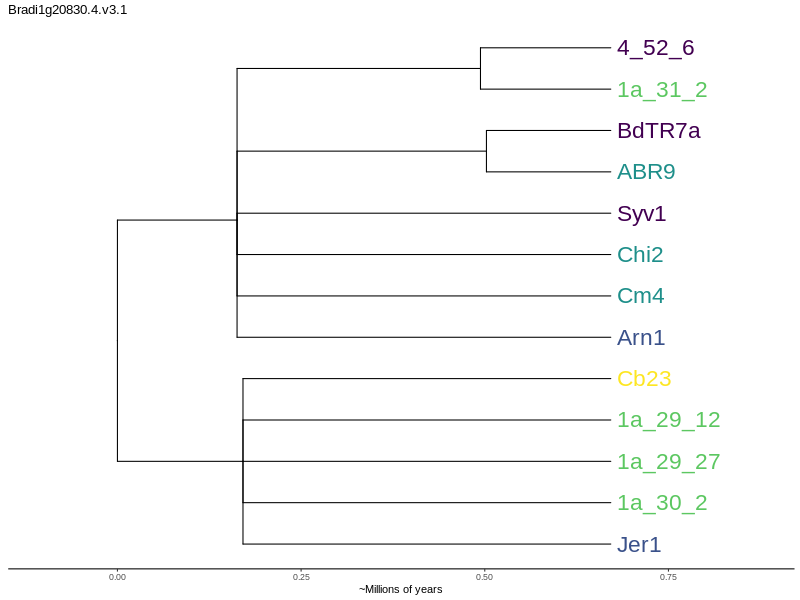 Bradi1g20830.4.v3.1
4_52_6
1a_31_2
BdTR7a
ABR9
Syv1
Chi2
Cm4
Arn1
Cb23
1a_29_12
1a_29_27
1a_30_2
Jer1
0.00 0.25 0.50 0.75
~Millions of years